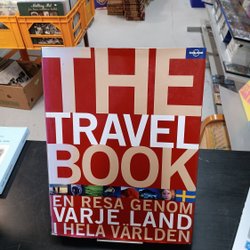 THE
TRAVEL
BOOK
EN RESA GENOM
VARJE LAND
I HELA VÄRLDEN